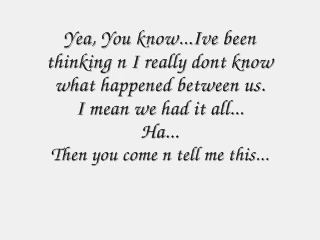 Yea, You know...Ive been
thinking n I really dont know
what happened between us.
I mean we had it all...
Ha...
Then you come n tell me this...